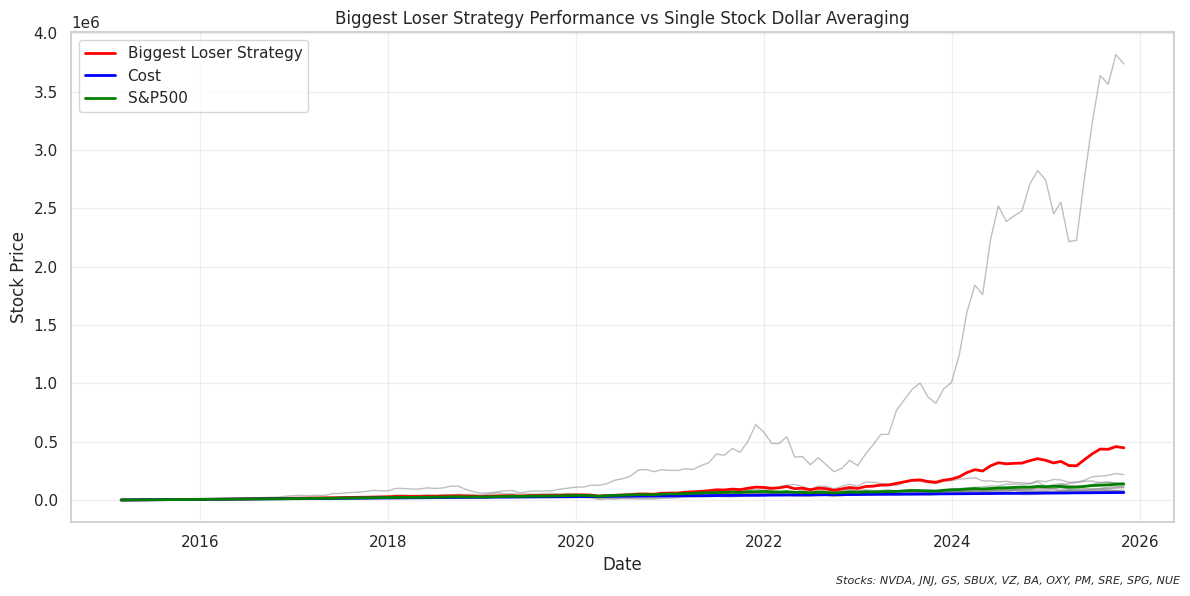 Biggest Loser Strategy Performance vs Single Stock Dollar Averaging
1e6
4.0
3.5
3.0
2.5
2.0
1.5
1.0
0.5
0.0
Stock Price
Biggest Loser Strategy
Cost
S&P500
2016
2018
2020
2022
2024
2026
Date
Stocks: NVDA, JNJ, GS, SBUX, VZ, BA, OXY, PM, SRE, SPG, NUE